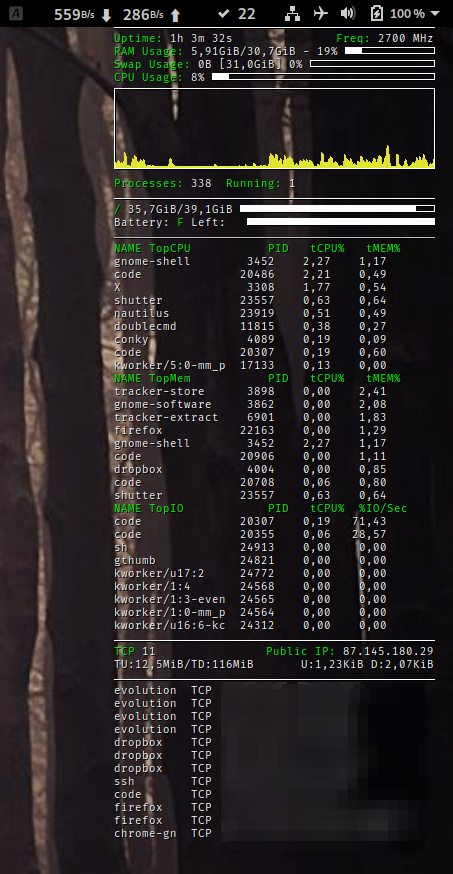 A 559B/s 286B/s 22 100 %
Uptime: 1h 3m 32s Freq: 2700 MHz
RAM Usage: 5,91GiB/30,7GiB - 19%
Swap Usage: 0B [31,0GiB] 0%
CPU Usage: 8%
Processes: 338 Running: 1
/ 35,7GiB/39,1GiB
Battery: F Left:
NAME TopCPU PID tCPU% tMEM%
gnome-shell 3452 2,27 1,17
code 20486 2,21 0,49
X 3308 1,77 0,54
shutter 23557 0,63 0,64
nautilus 23919 0,51 0,49
doublecmd 11815 0,38 0,27
conky 4089 0,19 0,09
code 20307 0,19 0,60
kworker/5:0-mm_p 17133 0,13 0,00
NAME TopMem PID tCPU% tMEM%
tracker-store 3898 0,00 2,41
gnome-software 3862 0,00 2,08
tracker-extract 6901 0,00 1,83
firefox 22163 0,00 1,29
gnome-shell 3452 2,27 1,17
code 20906 0,00 1,11
dropbox 4004 0,00 0,85
code 20708 0,06 0,80
shutter 23557 0,63 0,64
NAME TopIO PID tCPU% %IO/Sec
code 20307 0,19 71,43
code 20355 0,06 28,57
sh 24913 0,00 0,00
gthumb 24821 0,00 0,00
kworker/u17:2 24772 0,00 0,00
kworker/1:4 24568 0,00 0,00
kworker/1:3-even 24565 0,00 0,00
kworker/1:0-mm_p 24564 0,00 0,00
kworker/u16:6-kc 24312 0,00 0,00
TCP 11 Public IP: 87.145.180.29
TU:12,5MiB/TD:116MiB U:1,23KiB D:2,07KiB
evolution TCP
evolution TCP
evolution TCP
evolution TCP
dropbox TCP
dropbox TCP
dropbox TCP
ssh TCP
code TCP
firefox TCP
firefox TCP
chrome-gn TCP